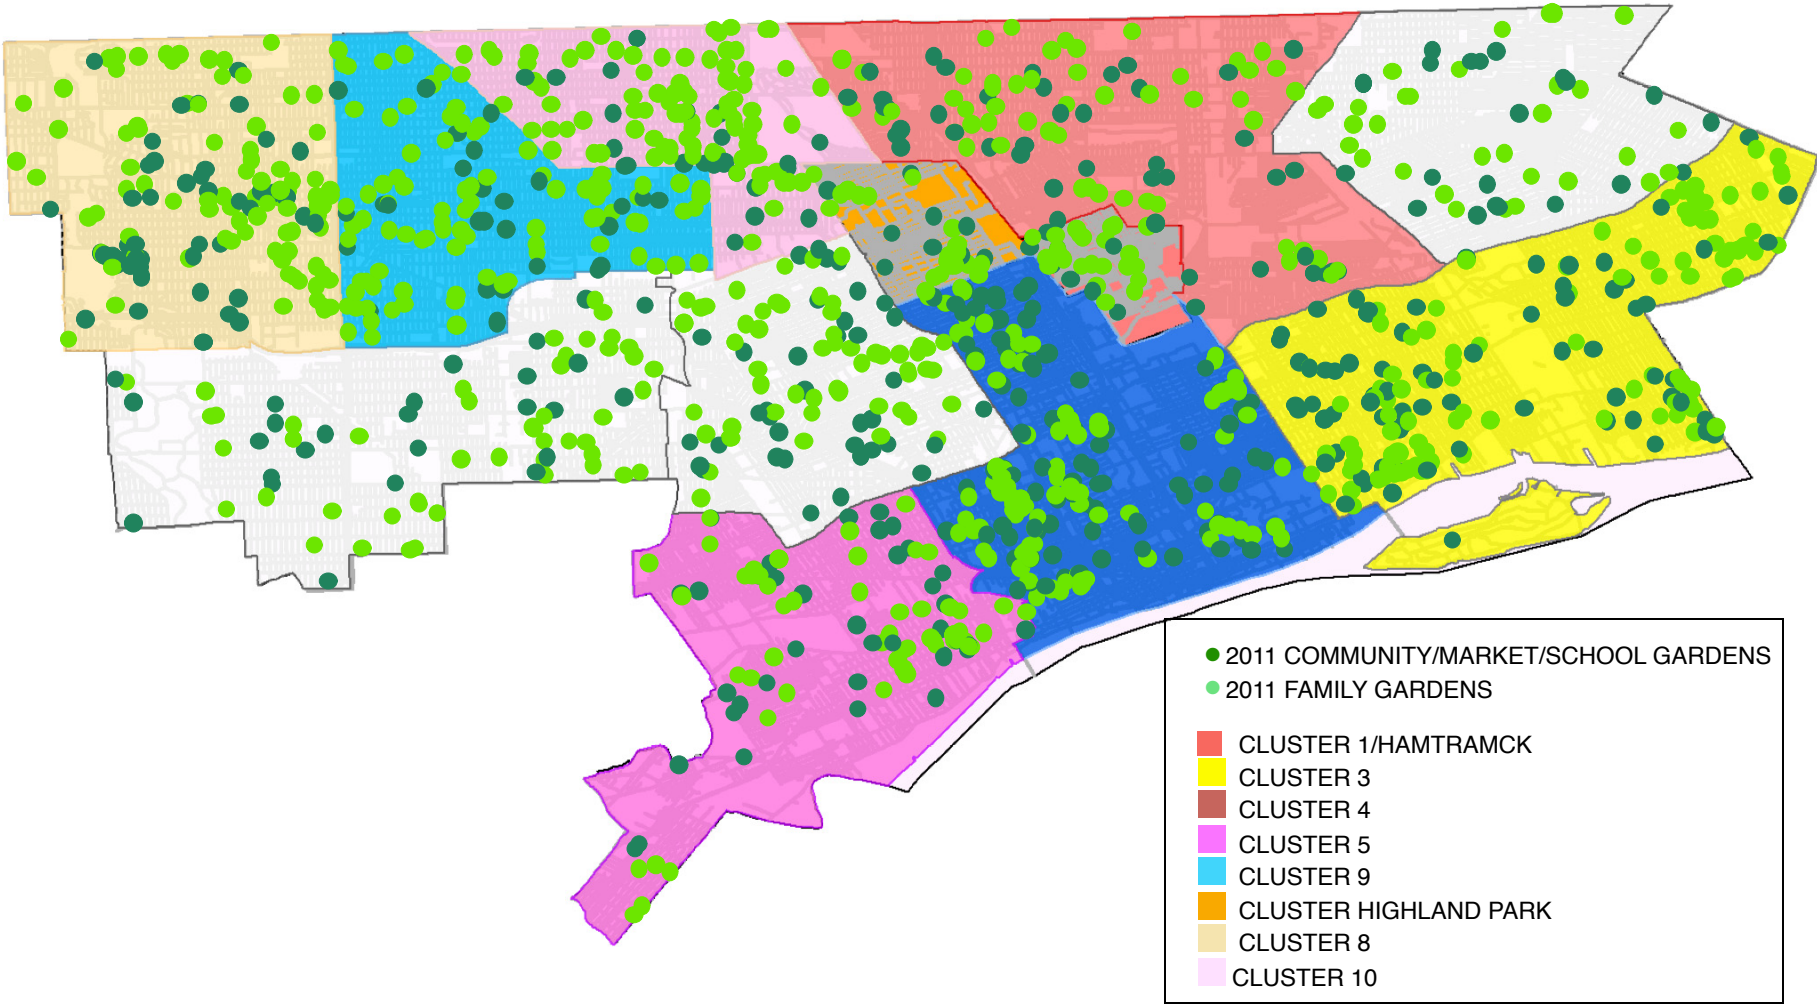 2011 COMMUNITY/MARKET/SCHOOL GARDENS
2011 FAMILY GARDENS
CLUSTER 1/HAMTRAMCK
CLUSTER 3
CLUSTER 4
CLUSTER 5
CLUSTER 9
CLUSTER HIGHLAND PARK
CLUSTER 8
CLUSTER 10